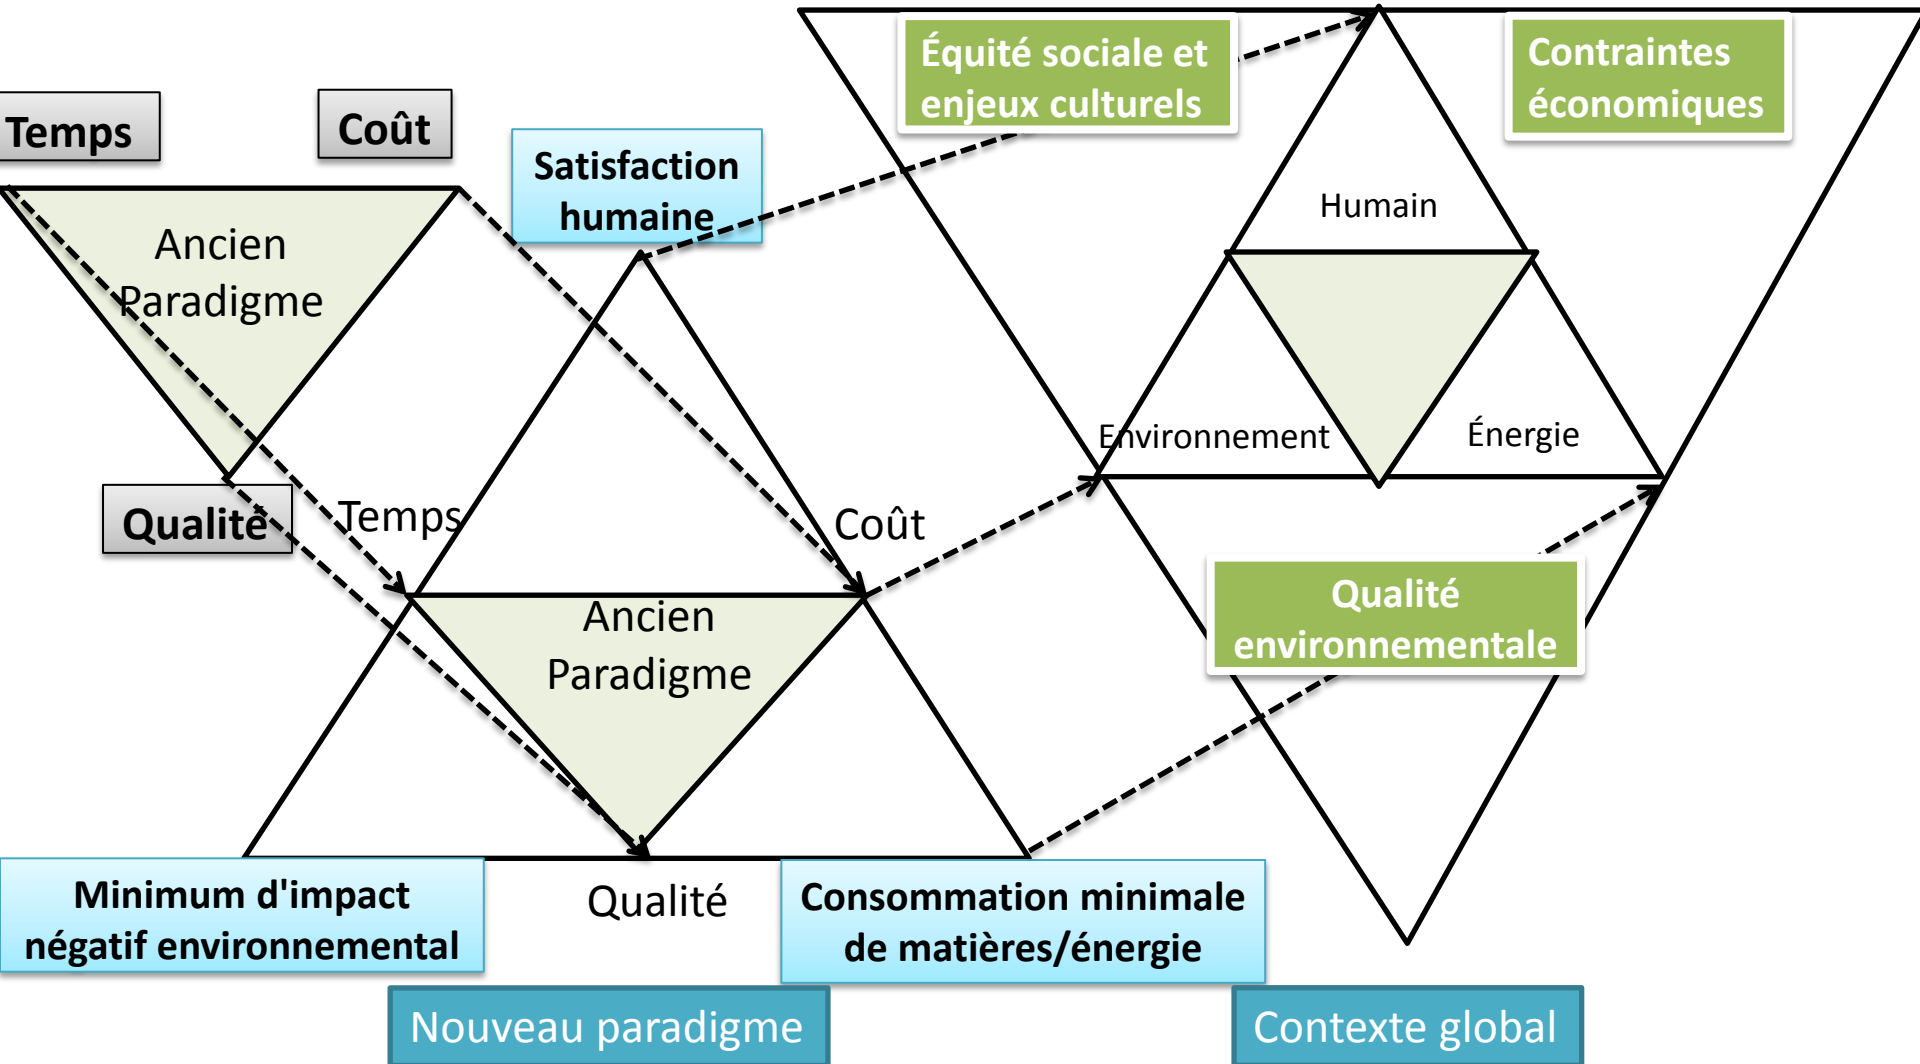 Temps
Coût
Ancien
Paradigme
Qualité
Satisfaction
humaine
Temps
Coût
Ancien
Paradigme
Qualité
Minimum d'impact
négatif environnemental
Consommation minimale
de matières/énergie
Nouveau paradigme
Équité sociale et
enjeux culturels
Contraintes
économiques
Humain
Environnement
Énergie
Qualité
environnementale
Contexte global